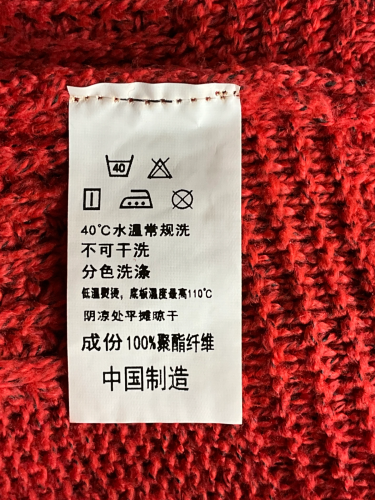 40
40℃水温常规洗
不可干洗
分色洗涤
低温熨烫，底板温度最高110℃
阴凉处平摊晾干
成份100%聚酯纤维
中国制造